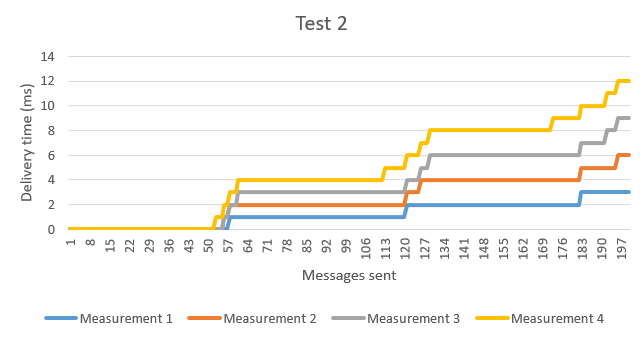 Test 2
14
12
10
8
6
4
2
0
Delivery time (ms)
1 8 15 22 29 36 43 50 57 64 71 78 85 92 99 106 113 120 127 134 141 148 155 162 169 176 183 190 197
Messages sent
Measurement 1 Measurement 2 Measurement 3 Measurement 4